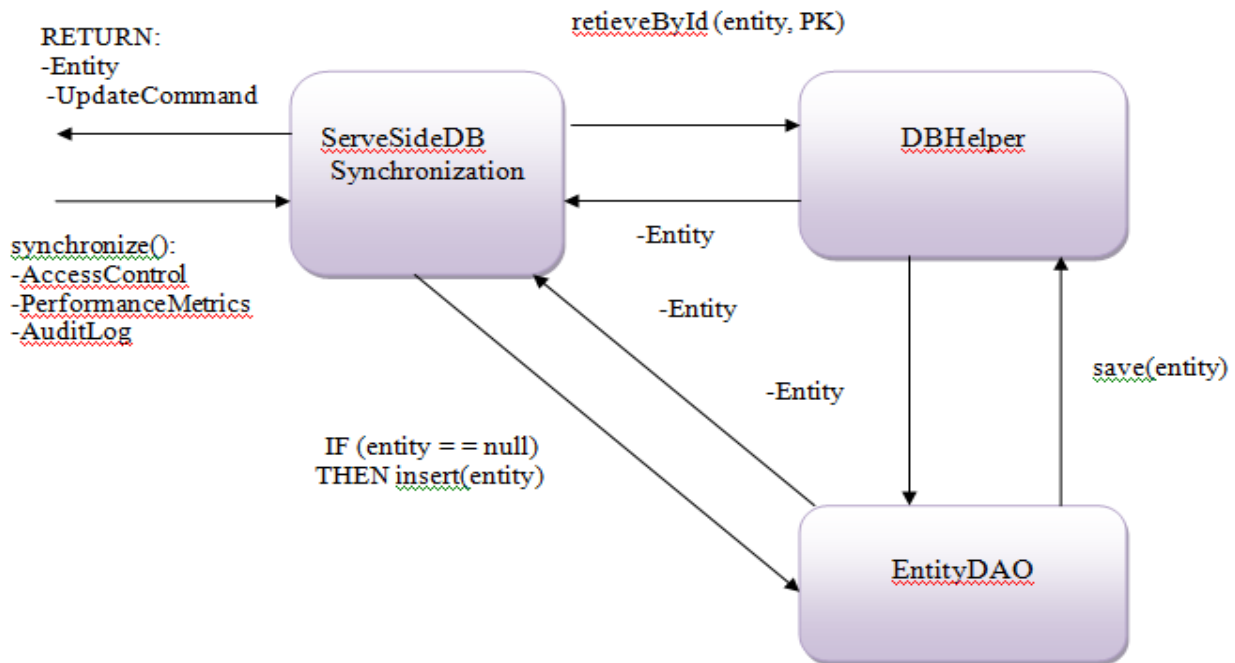 retieveById (entity, PK)
RETURN:
-Entity
-UpdateCommand
ServeSideDB
Synchronization
DBHelper
synchronize():
-AccessControl
-PerformanceMetrics
-AuditLog
-Entity
-Entity
-Entity
save(entity)
IF (entity = = null)
THEN insert(entity)
EntityDAO